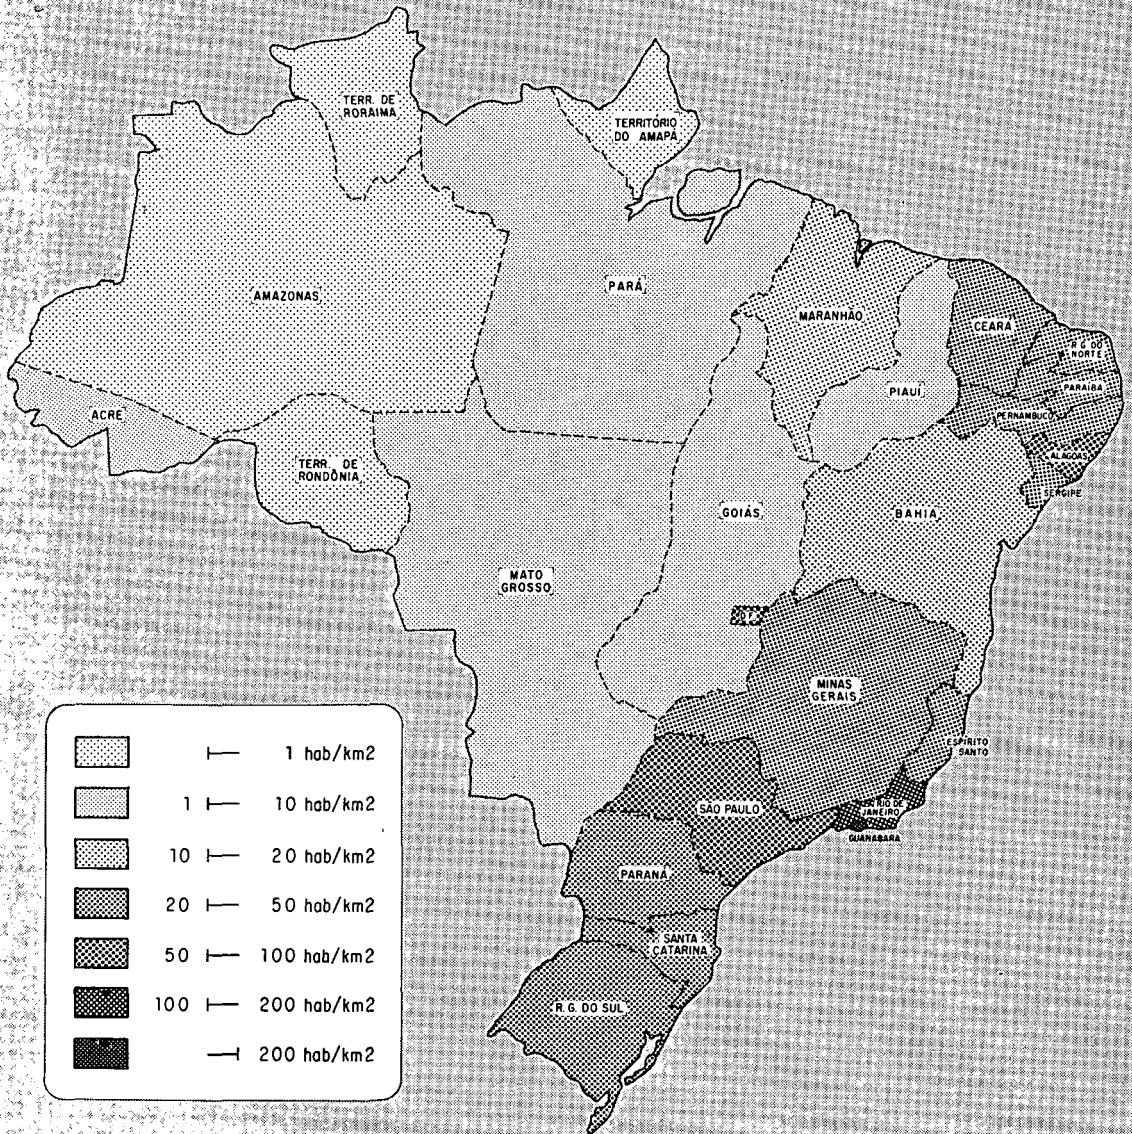 TERR. DE
RORAIMA
TERRITÓRIO
DO AMAPÁ
AMAZONAS
PARÁ
MARANHÃO
CEARÁ
R.G. DO
NORTE
PARAIBA
PIAUÍ
PERNAMBUCO
ACRE
ALAGOAS
TERR. DE
RONDÔNIA
SERGIPE
GOIÁS
BAHIA
MATO
GROSSO
D F
MINAS
GERAIS
ESPÍRITO
SANTO
SÃO PAULO
RIO DE
JANEIRO
GUANABARA
PARANÁ
SANTA
CATARINA
R. G. DO SUL
1 hab/km2
1 10 hab/km2
10 20 hab/km2
20 50 hab/km2
50 100 hab/km2
100 200 hab/km2
200 hab/km2